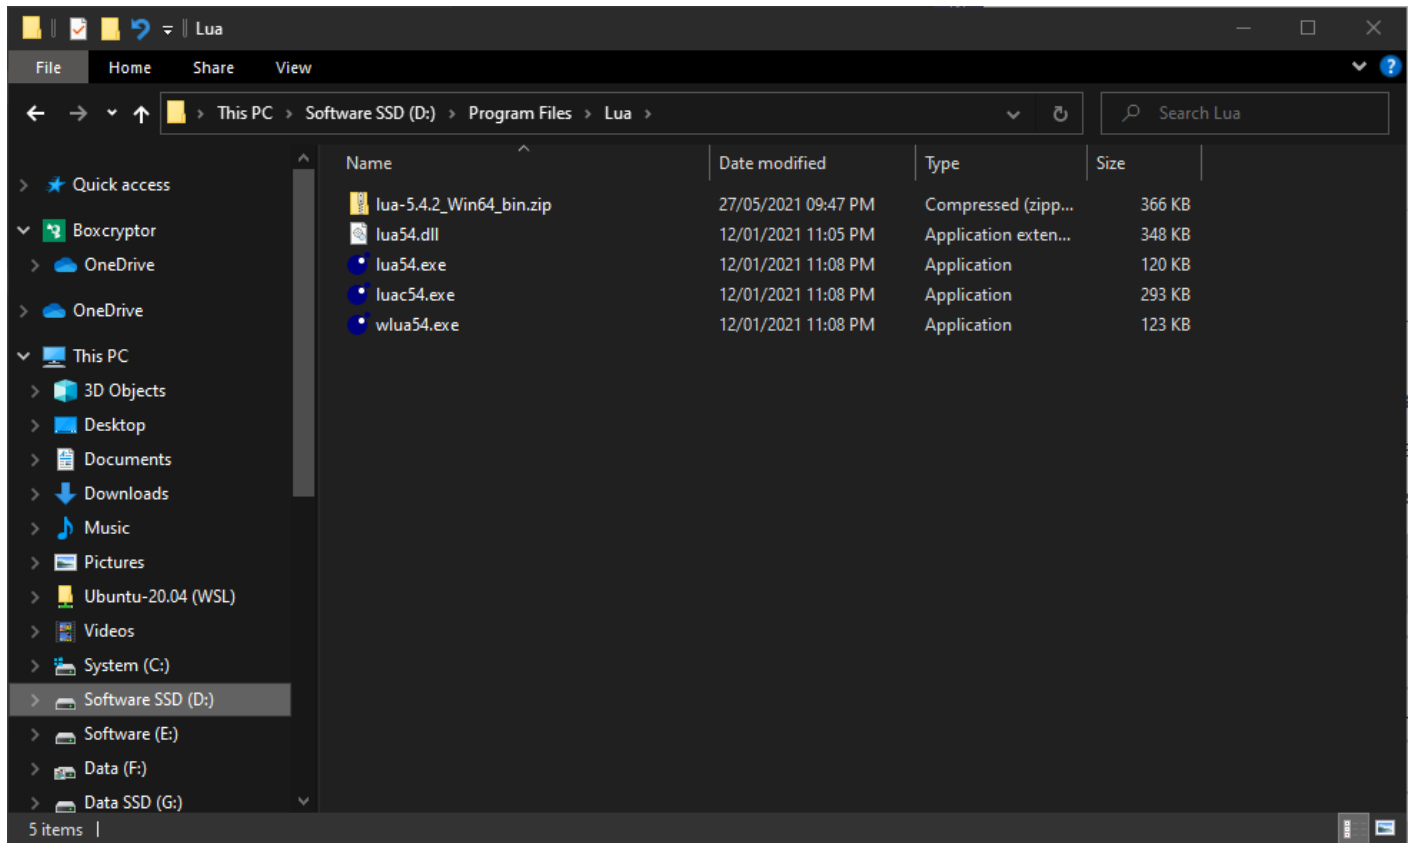 Lua
File Home Share View
This PC > Software SSD (D:) > Program Files > Lua >
Search Lua
Name Date modified Type Size
Quick access
Boxcryptor
OneDrive
OneDrive
This PC
3D Objects
Desktop
Documents
Downloads
Music
Pictures
Ubuntu-20.04 (WSL)
Videos
System (C:)
Software SSD (D:)
Software (E:)
Data (F:)
Data SSD (G:)
lua-5.4.2_Win64_bin.zip 27/05/2021 09:47 PM Compressed (zipp... 366 KB
lua54.dll 12/01/2021 11:05 PM Application exten... 348 KB
lua54.exe 12/01/2021 11:08 PM Application 120 KB
luac54.exe 12/01/2021 11:08 PM Application 293 KB
wlua54.exe 12/01/2021 11:08 PM Application 123 KB
5 items